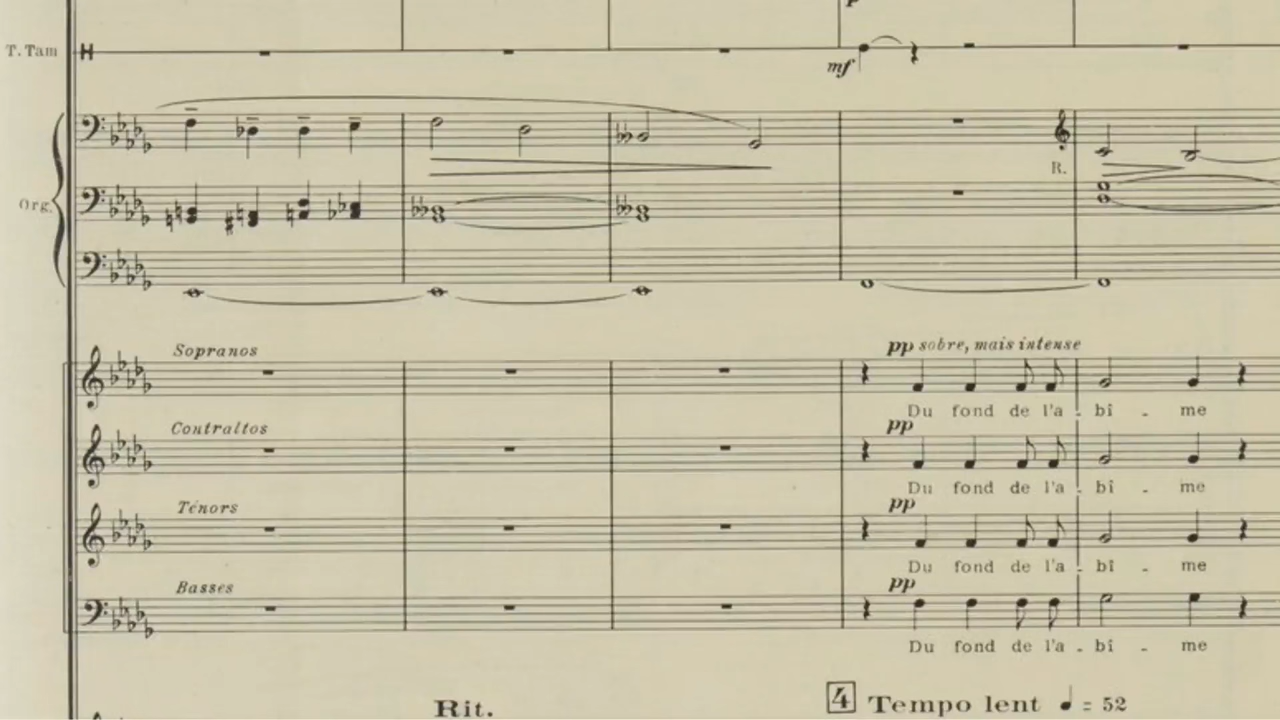 p
T. Tam
mf
R.
Org.
Sopranos
pp sobre, mais intense
Du fond de l'a - bî - me
Contraltos
pp
Du fond de l'a - bî - me
Ténors
pp
Du fond de l'a - bî - me
Basses
pp
Du fond de l'a - bî - me
Rit.
4 Tempo lent ♩ = 52